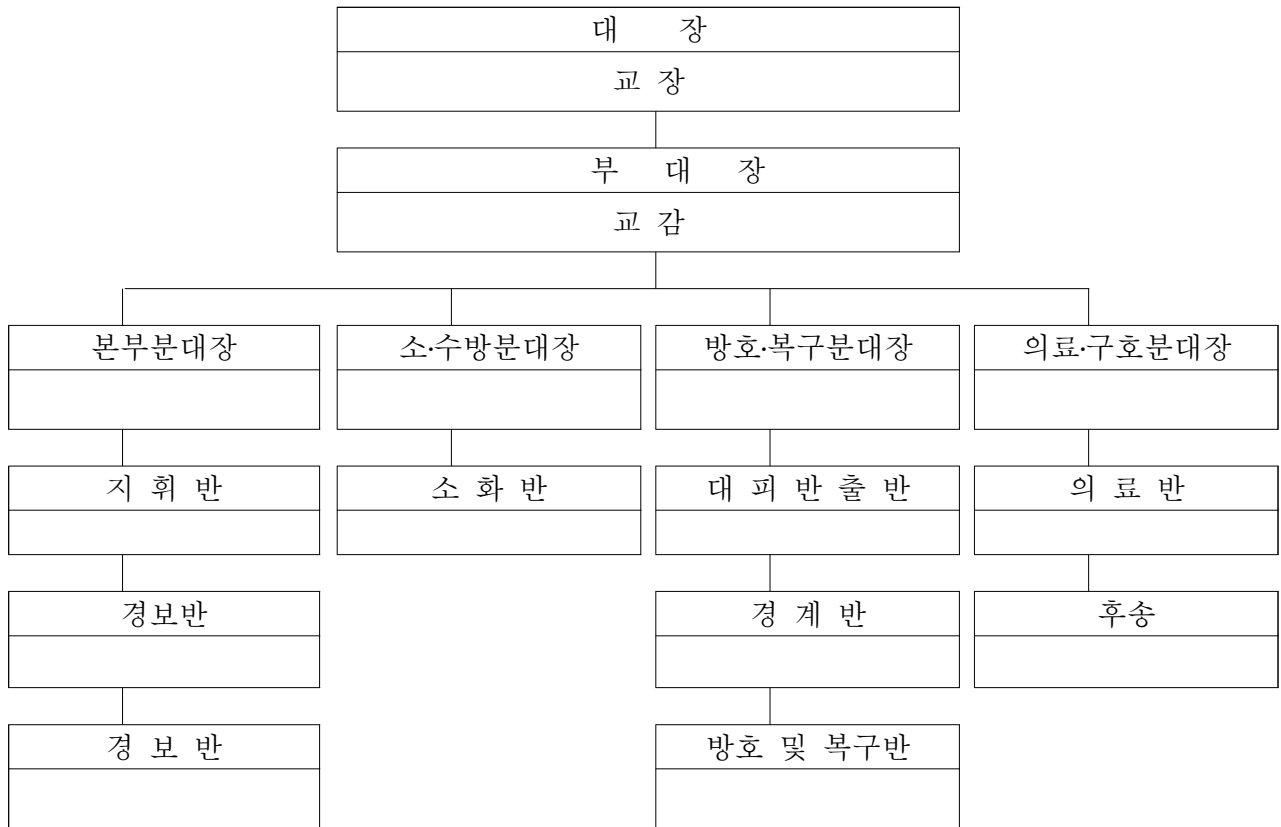 대 장
교 장
부 대 장
교 감
본부분대장
소·수방분대장
방호·복구분대장
의료·구호분대장
지 휘 반
소 화 반
대 피 반 출 반
의 료 반
경보반
경 계 반
후송
경 보 반
방호 및 복구반